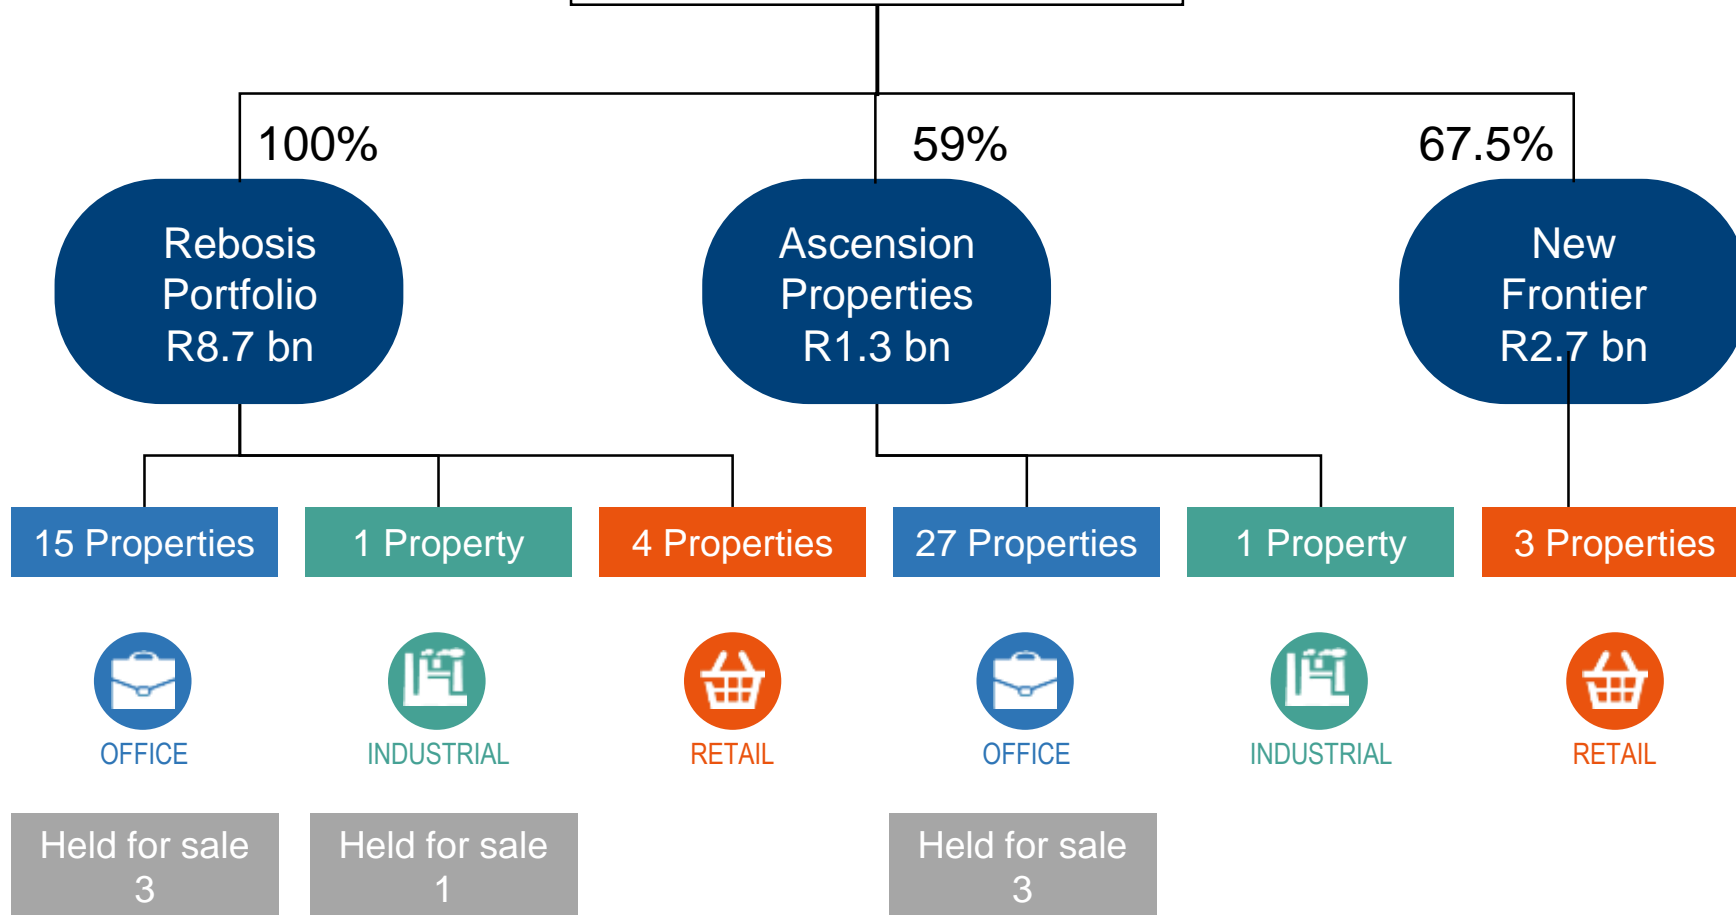 100%
59%
67.5%
Rebosis
Portfolio
R8.7 bn
Ascension
Properties
R1.3 bn
New
Frontier
R2.7 bn
15 Properties
1 Property
4 Properties
27 Properties
1 Property
3 Properties
OFFICE
INDUSTRIAL
RETAIL
OFFICE
INDUSTRIAL
RETAIL
Held for sale
3
Held for sale
1
Held for sale
3